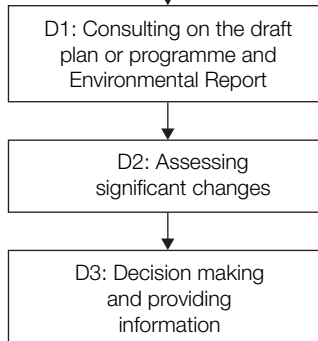 D1: Consulting on the draft
plan or programme and
Environmental Report
D2: Assessing
significant changes
D3: Decision making
and providing
information